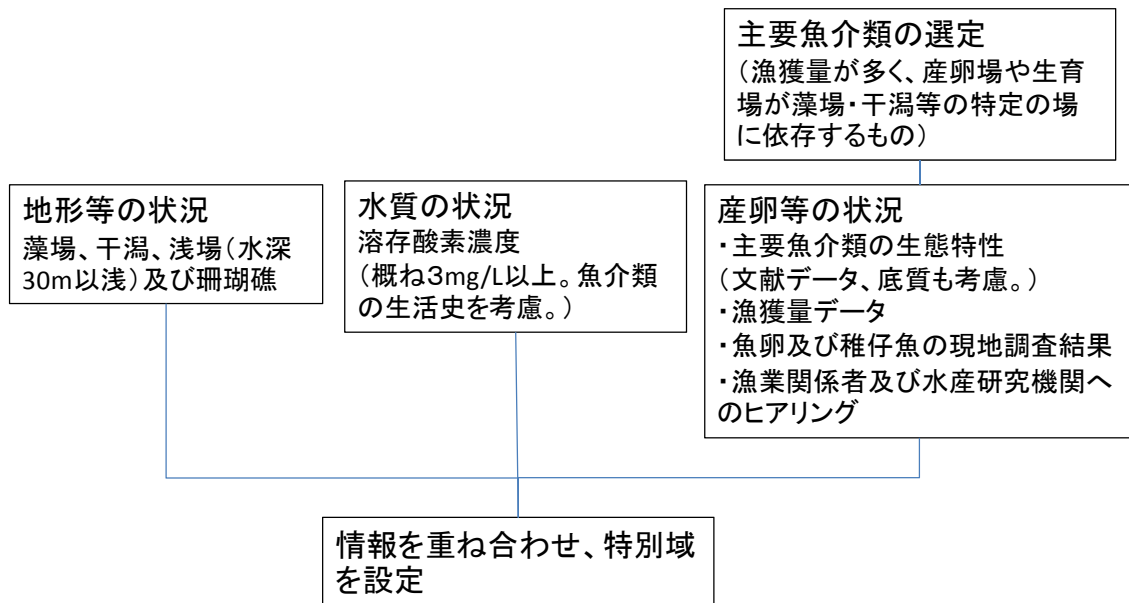 主要魚介類の選定
(漁獲量が多く、産卵場や生育
場が藻場・干潟等の特定の場
に依存するもの)
地形等の状況
藻場、干潟、浅場(水深
30m以浅)及び珊瑚礁
水質の状況
溶存酸素濃度
(概ね3mg/L以上。魚介類
の生活史を考慮。)
産卵等の状況
・主要魚介類の生態特性
(文献データ、底質も考慮。)
・漁獲量データ
・魚卵及び稚仔魚の現地調査結果
・漁業関係者及び水産研究機関へ
のヒアリング
情報を重ね合わせ、特別域
を設定